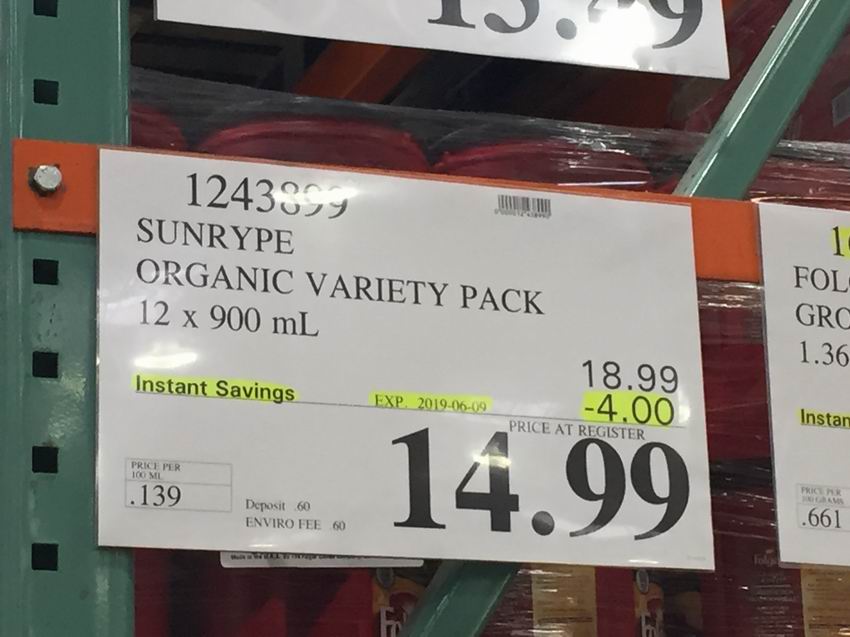 1243899
SUNRYPE
ORGANIC VARIETY PACK
12 x 900 mL
18.99
Instant Savings EXP. 2019-06-09 -4.00
PRICE AT REGISTER
14.99
PRICE PER
100 ML
.139
Deposit .60
ENVIRO FEE .60
FOL
GRO
1.36
Instan
PRICE PER
100 GRAMS
.661